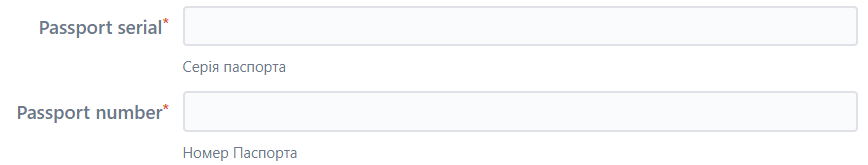 Passport serial*
Серія паспорта
Passport number*
Номер Паспорта